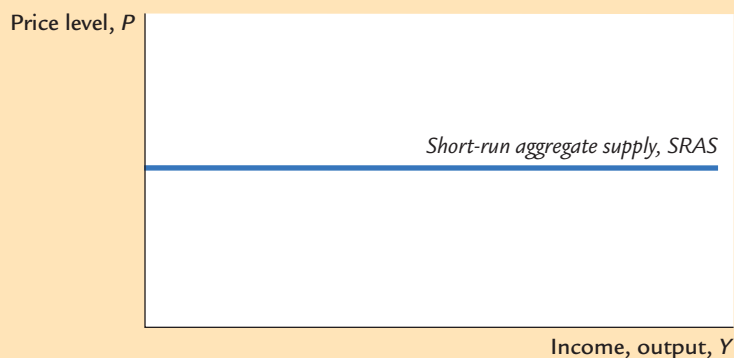 Price level, P
Short-run aggregate supply, SRAS
Income, output, Y